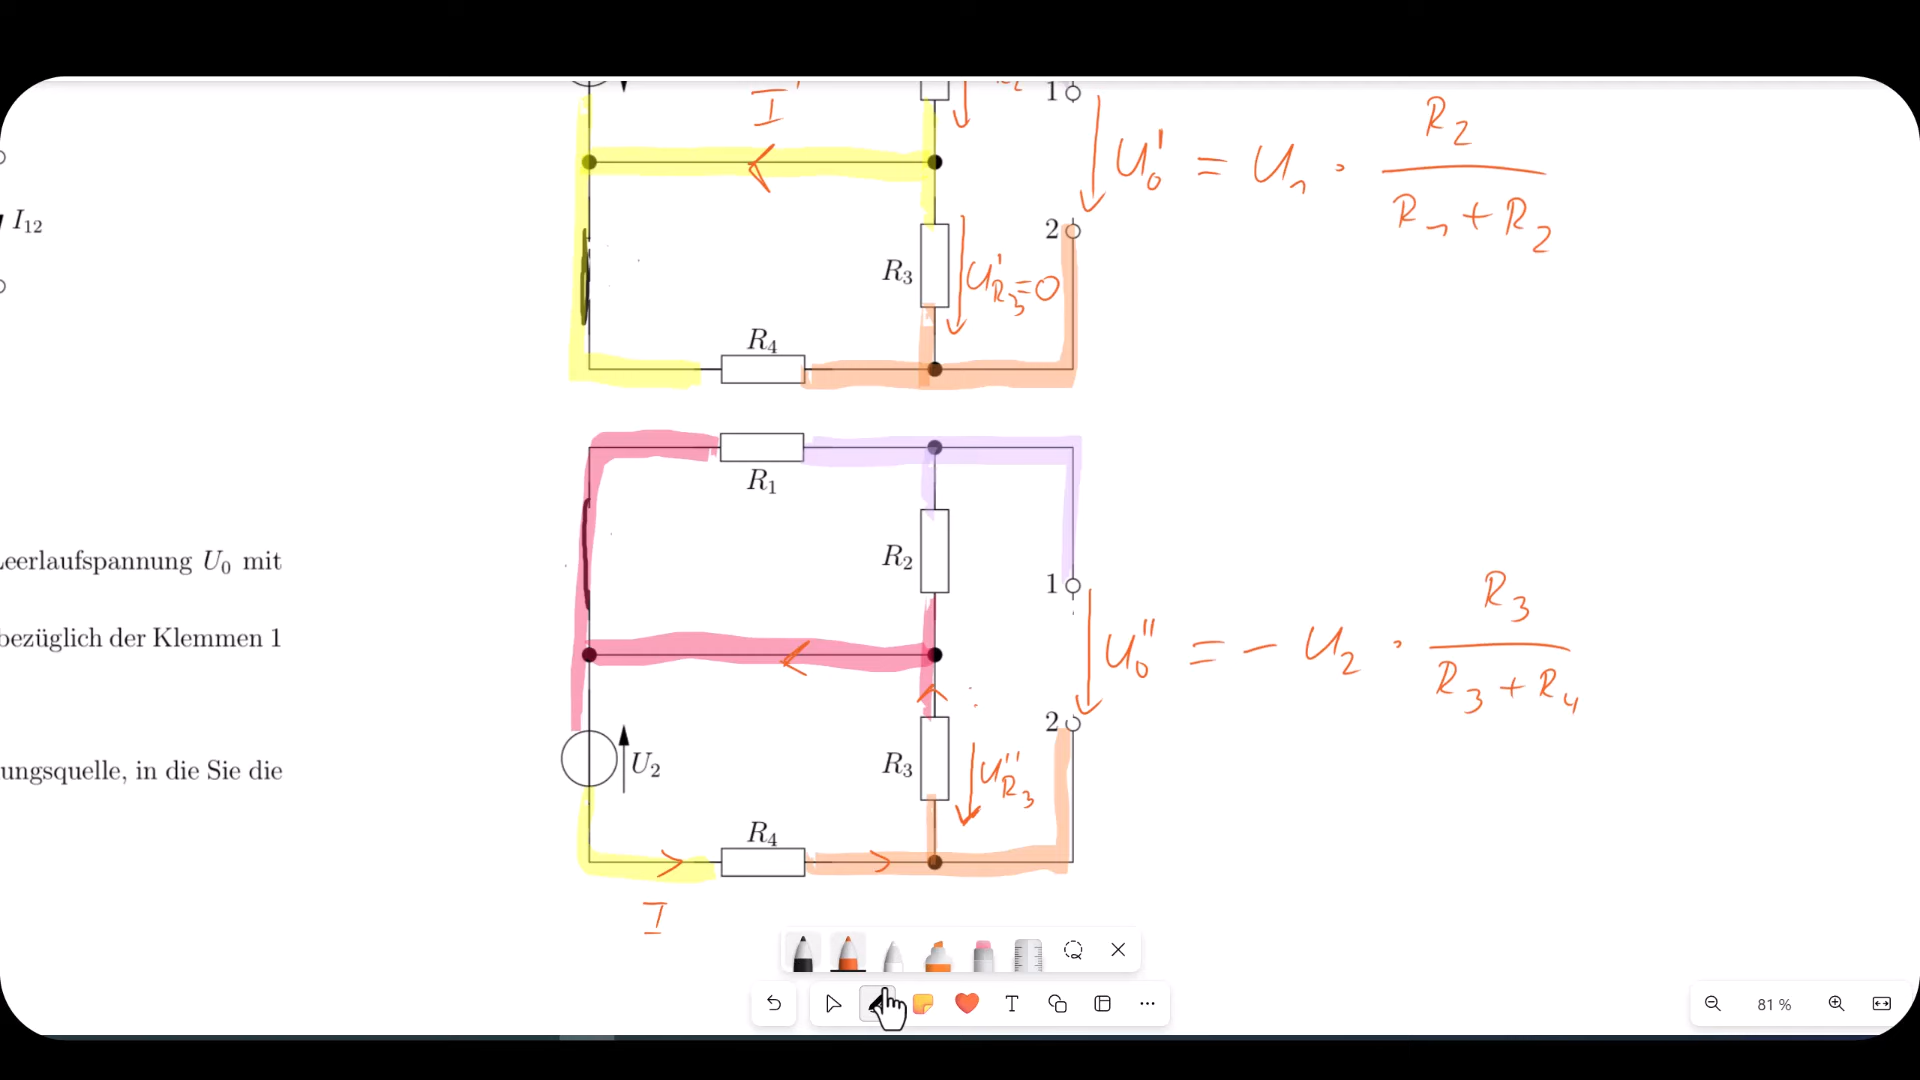 I'
1
U₀' = U₁ · R₂ / (R₁ + R₂)
I₁₂
2
R₃
U'R₃ = 0
R₄
R₁
Leerlaufspannung U₀ mit
R₂
1
U₀'' = - U₂ · R₃ / (R₃ + R₄)
bezüglich der Klemmen 1
2
U₂
R₃
U''R₃
ungsquelle, in die Sie die
R₄
I
T
81 %